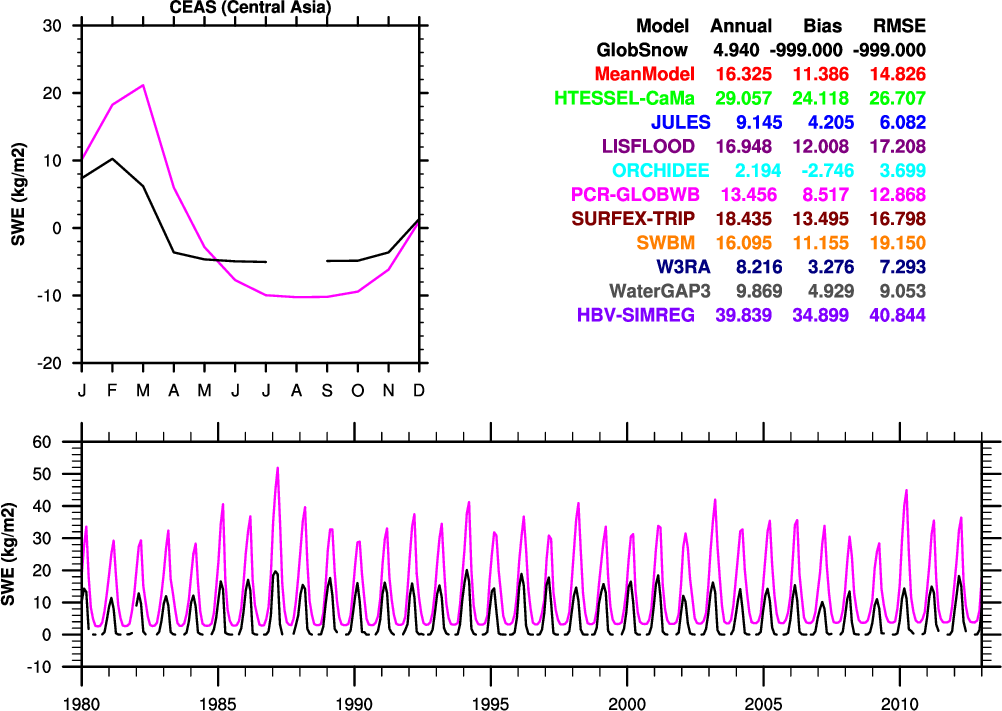 CEAS (Central Asia)
30
20
10
0
-10
-20
SWE (kg/m2)
J F M A M J J A S O N D
Model Annual Bias RMSE
GlobSnow 4.940 -999.000 -999.000
MeanModel 16.325 11.386 14.826
HTESSEL-CaMa 29.057 24.118 26.707
JULES 9.145 4.205 6.082
LISFLOOD 16.948 12.008 17.208
ORCHIDEE 2.194 -2.746 3.699
PCR-GLOBWB 13.456 8.517 12.868
SURFEX-TRIP 18.435 13.495 16.798
SWBM 16.095 11.155 19.150
W3RA 8.216 3.276 7.293
WaterGAP3 9.869 4.929 9.053
HBV-SIMREG 39.839 34.899 40.844
60
50
40
30
20
10
0
-10
SWE (kg/m2)
1980 1985 1990 1995 2000 2005 2010